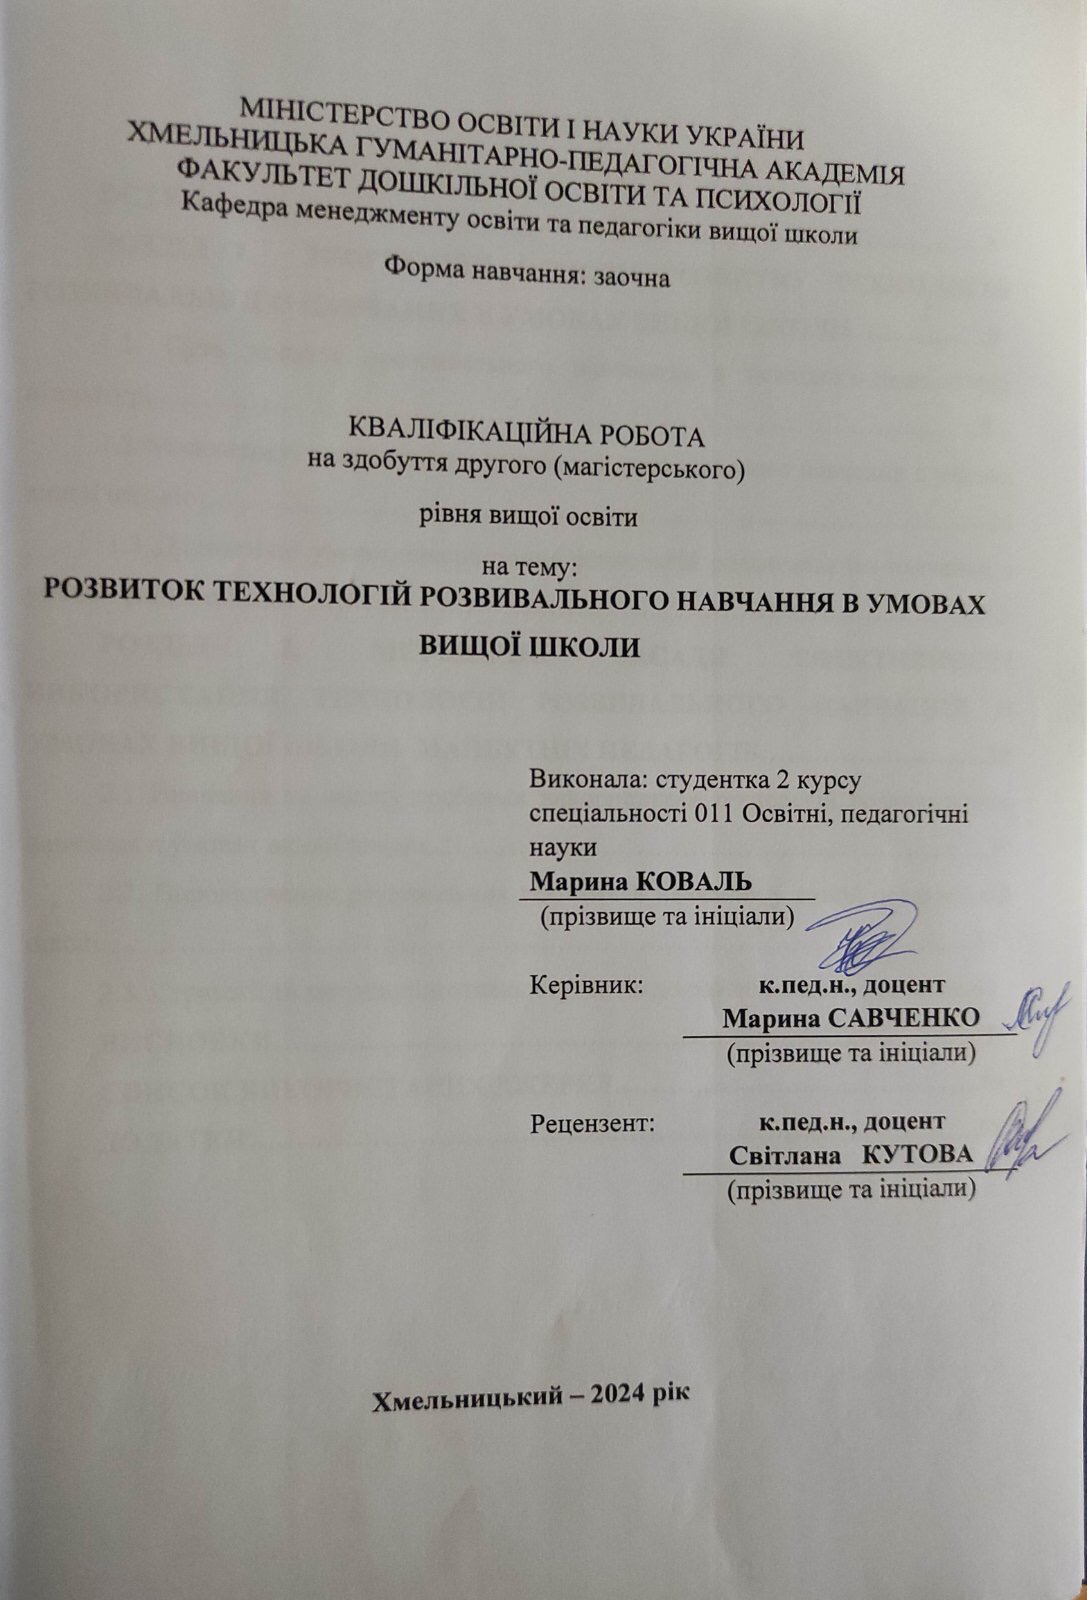 МІНІСТЕРСТВО ОСВІТИ І НАУКИ УКРАЇНИ
ХМЕЛЬНИЦЬКА ГУМАНІТАРНО-ПЕДАГОГІЧНА АКАДЕМІЯ
ФАКУЛЬТЕТ ДОШКІЛЬНОЇ ОСВІТИ ТА ПСИХОЛОГІЇ
Кафедра менеджменту освіти та педагогіки вищої школи
Форма навчання: заочна
КВАЛІФІКАЦІЙНА РОБОТА
на здобуття другого (магістерського)
рівня вищої освіти
на тему:
РОЗВИТОК ТЕХНОЛОГІЙ РОЗВИВАЛЬНОГО НАВЧАННЯ В УМОВАХ
ВИЩОЇ ШКОЛИ
Виконала: студентка 2 курсу
спеціальності 011 Освітні, педагогічні
науки
Марина КОВАЛЬ
(прізвище та ініціали)
Керівник: к.пед.н., доцент
Марина САВЧЕНКО
(прізвище та ініціали)
Рецензент: к.пед.н., доцент
Світлана КУТОВА
(прізвище та ініціали)
Хмельницький – 2024 рік